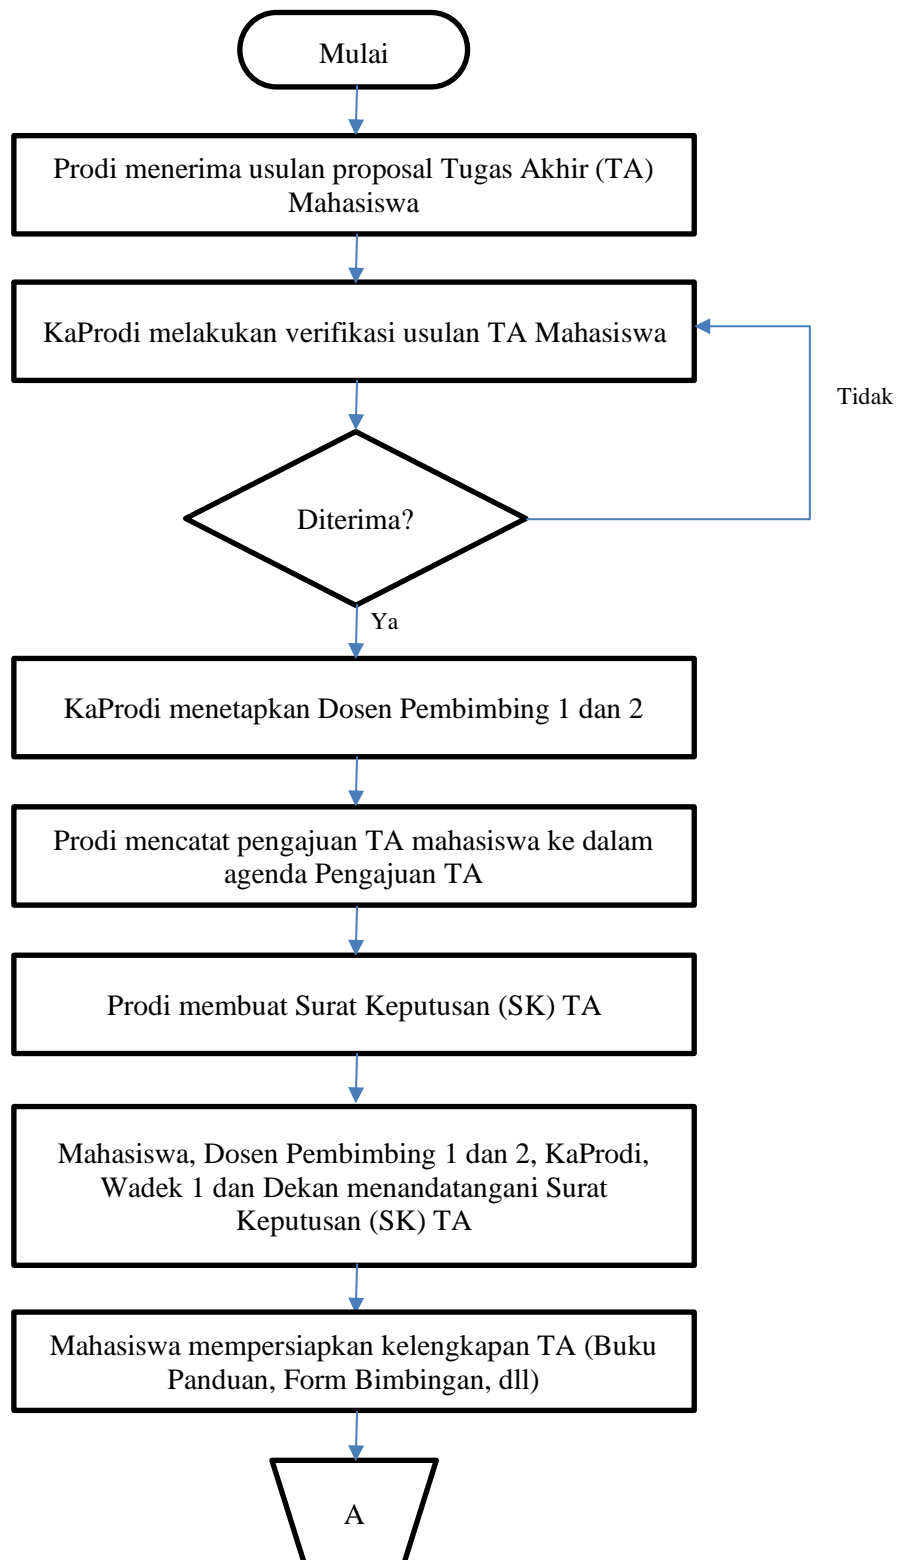 Mulai
Prodi menerima usulan proposal Tugas Akhir (TA)
Mahasiswa
KaProdi melakukan verifikasi usulan TA Mahasiswa
Tidak
Diterima?
Ya
KaProdi menetapkan Dosen Pembimbing 1 dan 2
Prodi mencatat pengajuan TA mahasiswa ke dalam
agenda Pengajuan TA
Prodi membuat Surat Keputusan (SK) TA
Mahasiswa, Dosen Pembimbing 1 dan 2, KaProdi,
Wadek 1 dan Dekan menandatangani Surat
Keputusan (SK) TA
Mahasiswa mempersiapkan kelengkapan TA (Buku
Panduan, Form Bimbingan, dll)
A